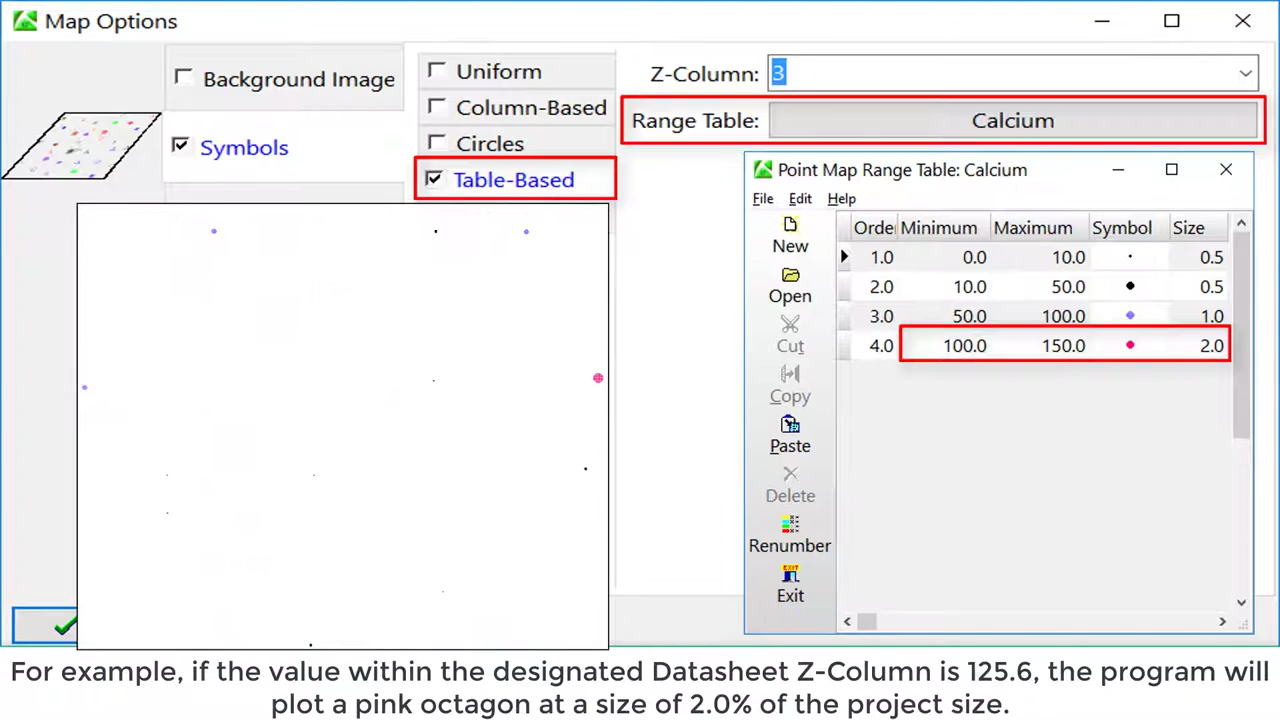 Map Options
Background Image
Symbols
Uniform
Column-Based
Circles
Table-Based
Z-Column: 3
Range Table: Calcium
Point Map Range Table: Calcium
File Edit Help
New
Open
Cut
Copy
Paste
Delete
Renumber
EXIT
Exit
Orde Minimum Maximum Symbol Size
1.0 0.0 10.0 0.5
2.0 10.0 50.0 0.5
3.0 50.0 100.0 1.0
4.0 100.0 150.0 2.0
For example, if the value within the designated Datasheet Z-Column is 125.6, the program will
plot a pink octagon at a size of 2.0% of the project size.